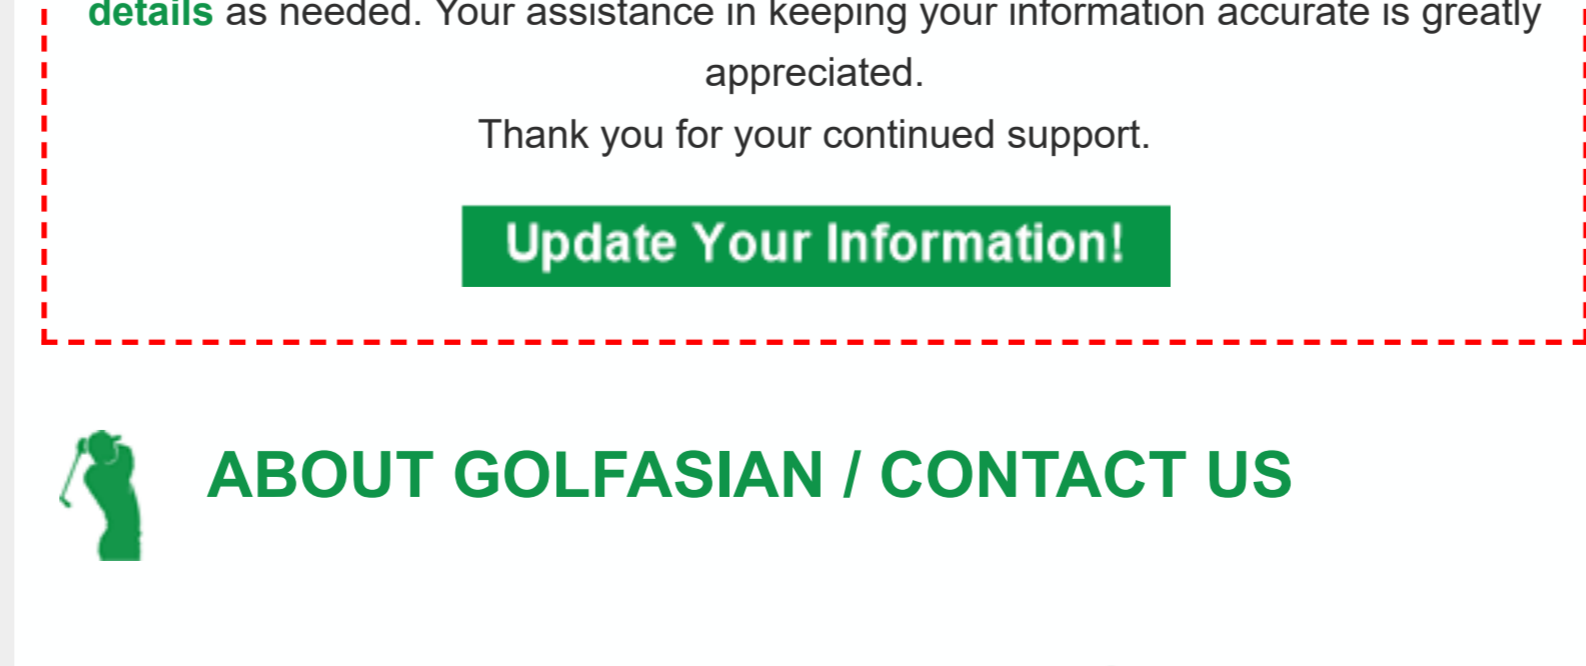 details as needed. Your assistance in keeping your information accurate is greatly
appreciated.
Thank you for your continued support.
Update Your Information!
ABOUT GOLFASIAN / CONTACT US